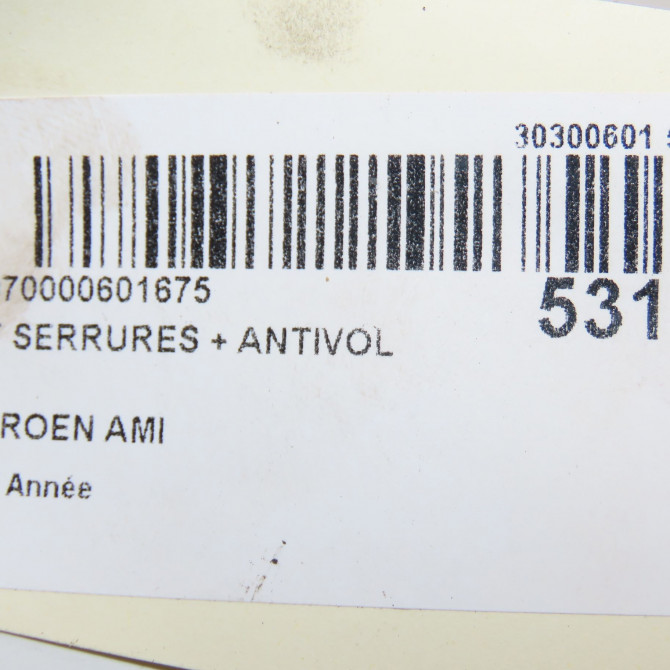 30300601
70000601675
531
SERRURES + ANTIVOL
ROEN AMI
Année